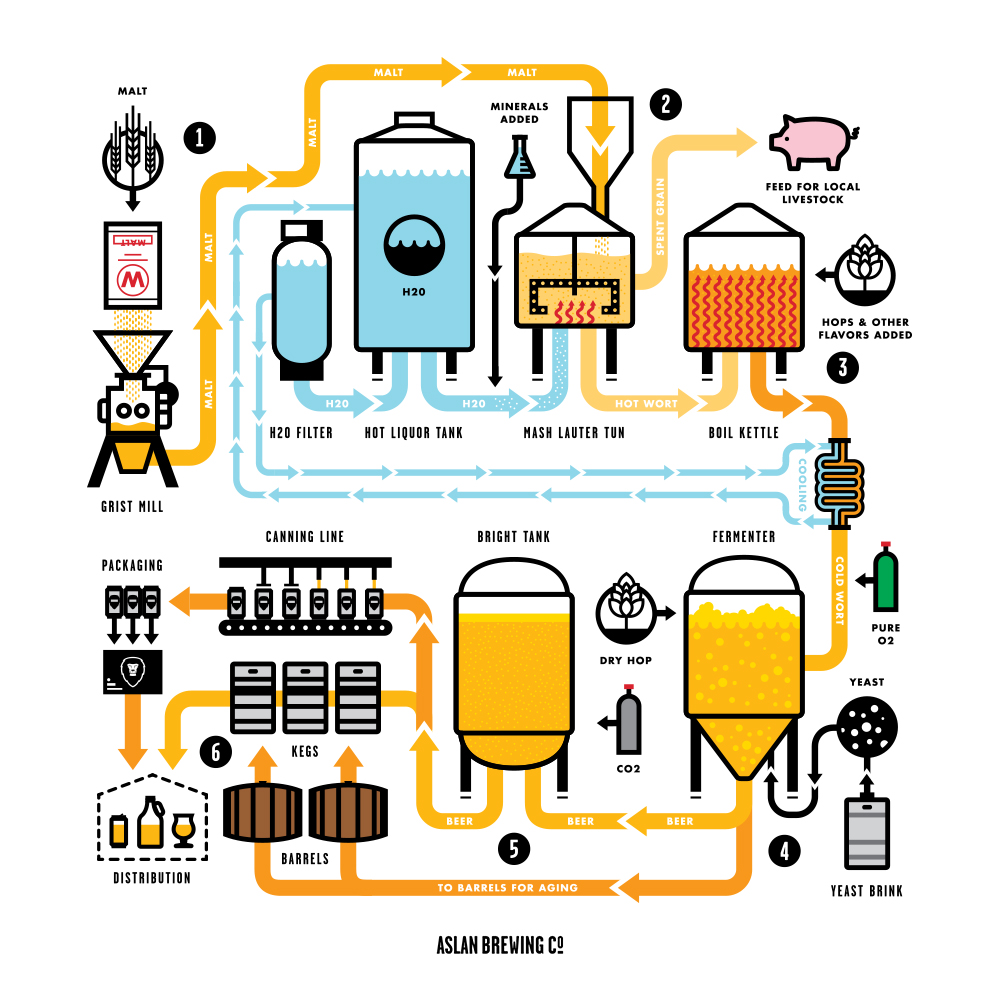 MALT
1
MALT
W
MALT
MALT
MALT
MALT
MALT
GRIST MILL
H20 FILTER
H20
H20
HOT LIQUOR TANK
H20
MINERALS
ADDED
2
MASH LAUTER TUN
SPENT GRAIN
FEED FOR LOCAL
LIVESTOCK
HOT WORT
BOIL KETTLE
HOPS & OTHER
FLAVORS ADDED
3
COOLING
COLD WORT
PURE
O2
FERMENTER
DRY HOP
YEAST
YEAST BRINK
4
BEER
BEER
BRIGHT TANK
CO2
5
BEER
TO BARRELS FOR AGING
CANNING LINE
PACKAGING
KEGS
6
BARRELS
DISTRIBUTION
ASLAN BREWING CO